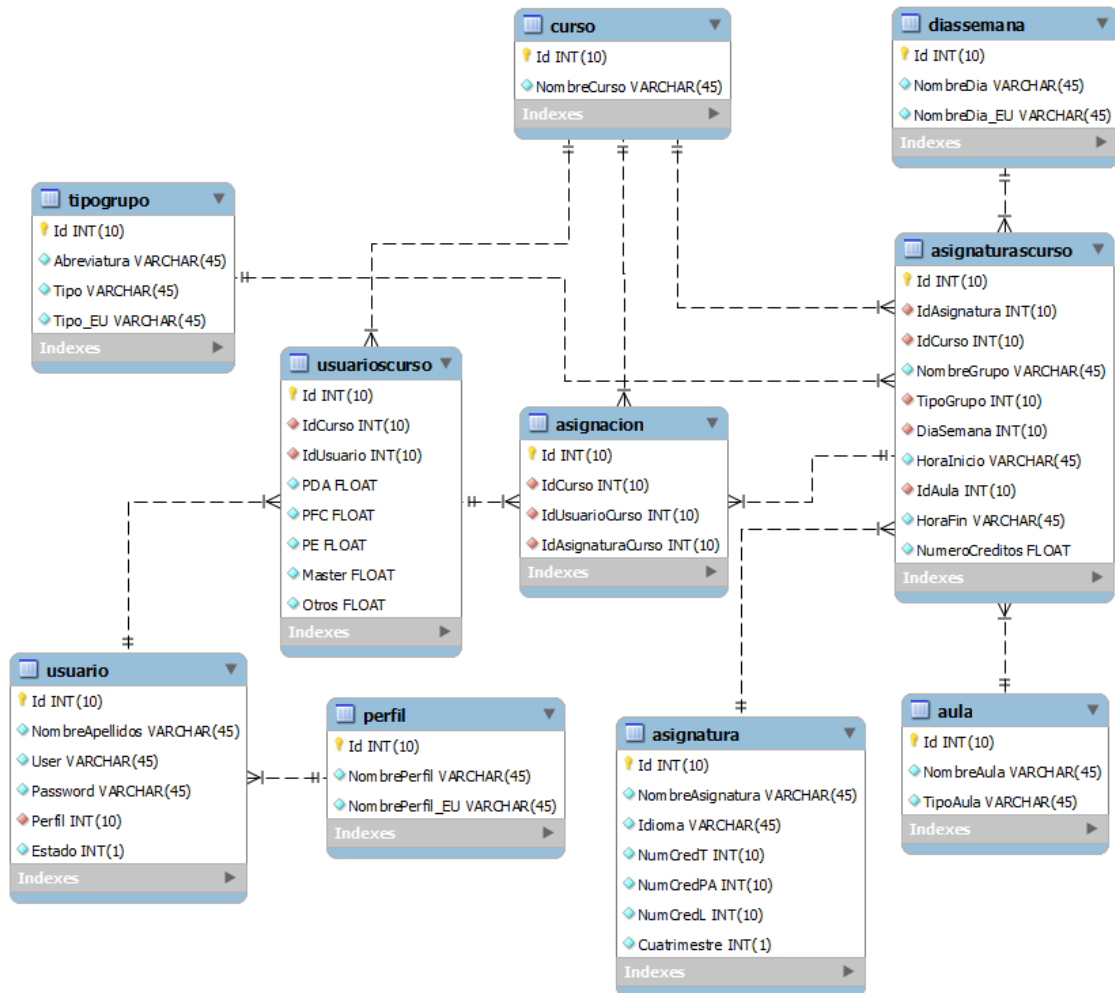 curso
Id INT(10)
NombreCurso VARCHAR(45)
Indexes
diassemana
Id INT(10)
NombreDia VARCHAR(45)
NombreDia_EU VARCHAR(45)
Indexes
tipogrupo
Id INT(10)
Abreviatura VARCHAR(45)
Tipo VARCHAR(45)
Tipo_EU VARCHAR(45)
Indexes
asignaturascurso
Id INT(10)
IdAsignatura INT(10)
IdCurso INT(10)
NombreGrupo VARCHAR(45)
TipoGrupo INT(10)
DiaSemana INT(10)
HoraInicio VARCHAR(45)
IdAula INT(10)
HoraFin VARCHAR(45)
NumeroCreditos FLOAT
Indexes
usuarioscurso
Id INT(10)
IdCurso INT(10)
IdUsuario INT(10)
PDA FLOAT
PFC FLOAT
PE FLOAT
Master FLOAT
Otros FLOAT
Indexes
asignacion
Id INT(10)
IdCurso INT(10)
IdUsuarioCurso INT(10)
IdAsignaturaCurso INT(10)
Indexes
usuario
Id INT(10)
NombreApellidos VARCHAR(45)
User VARCHAR(45)
Password VARCHAR(45)
Perfil INT(10)
Estado INT(1)
Indexes
perfil
Id INT(10)
NombrePerfil VARCHAR(45)
NombrePerfil_EU VARCHAR(45)
Indexes
asignatura
Id INT(10)
NombreAsignatura VARCHAR(45)
Idioma VARCHAR(45)
NumCredT INT(10)
NumCredPA INT(10)
NumCredL INT(10)
Cuatrimestre INT(1)
Indexes
aula
Id INT(10)
NombreAula VARCHAR(45)
TipoAula VARCHAR(45)
Indexes